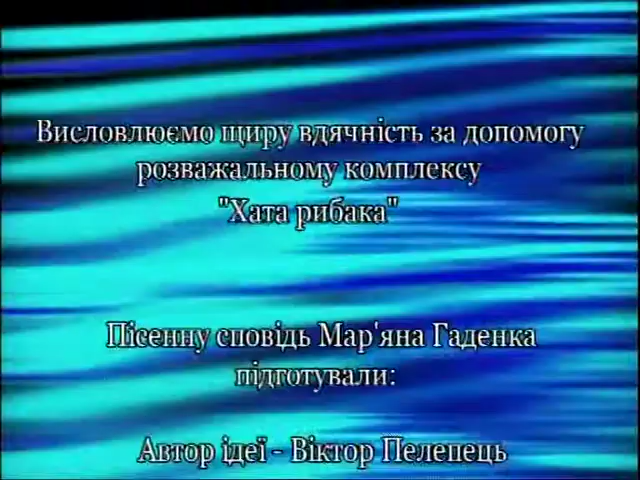 Висловлюємо щиру вдячність за допомогу
розважальному комплексу
"Хата рибака"
Пісенну сповідь Мар'яна Гаденка
підготували:
Автор ідеї - Віктор Пелепець